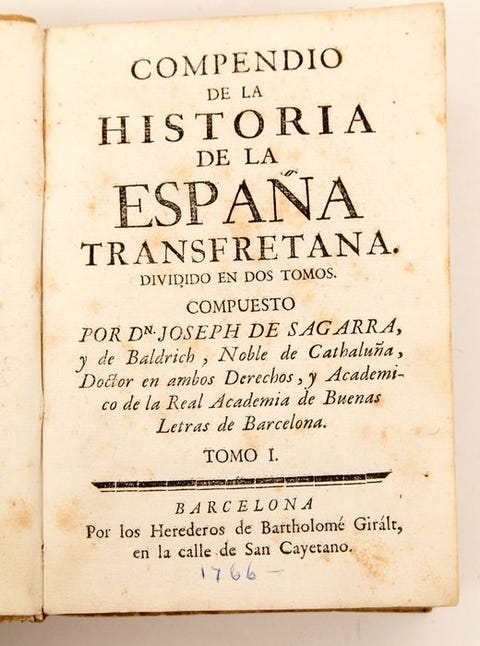 COMPENDIO
DE LA
HISTORIA
DE LA
ESPAÑA
TRANSFRETANA.
DIVIDIDO EN DOS TOMOS.
COMPUESTO
POR Dᴺ. JOSEPH DE SAGARRA,
y de Baldrich, Noble de Cathaluña,
Doctor en ambos Derechos, y Academi-
co de la Real Academia de Buenas
Letras de Barcelona.
TOMO I.
BARCELONA
Por los Herederos de Bartholomé Girált,
en la calle de San Cayetano.
1766 -